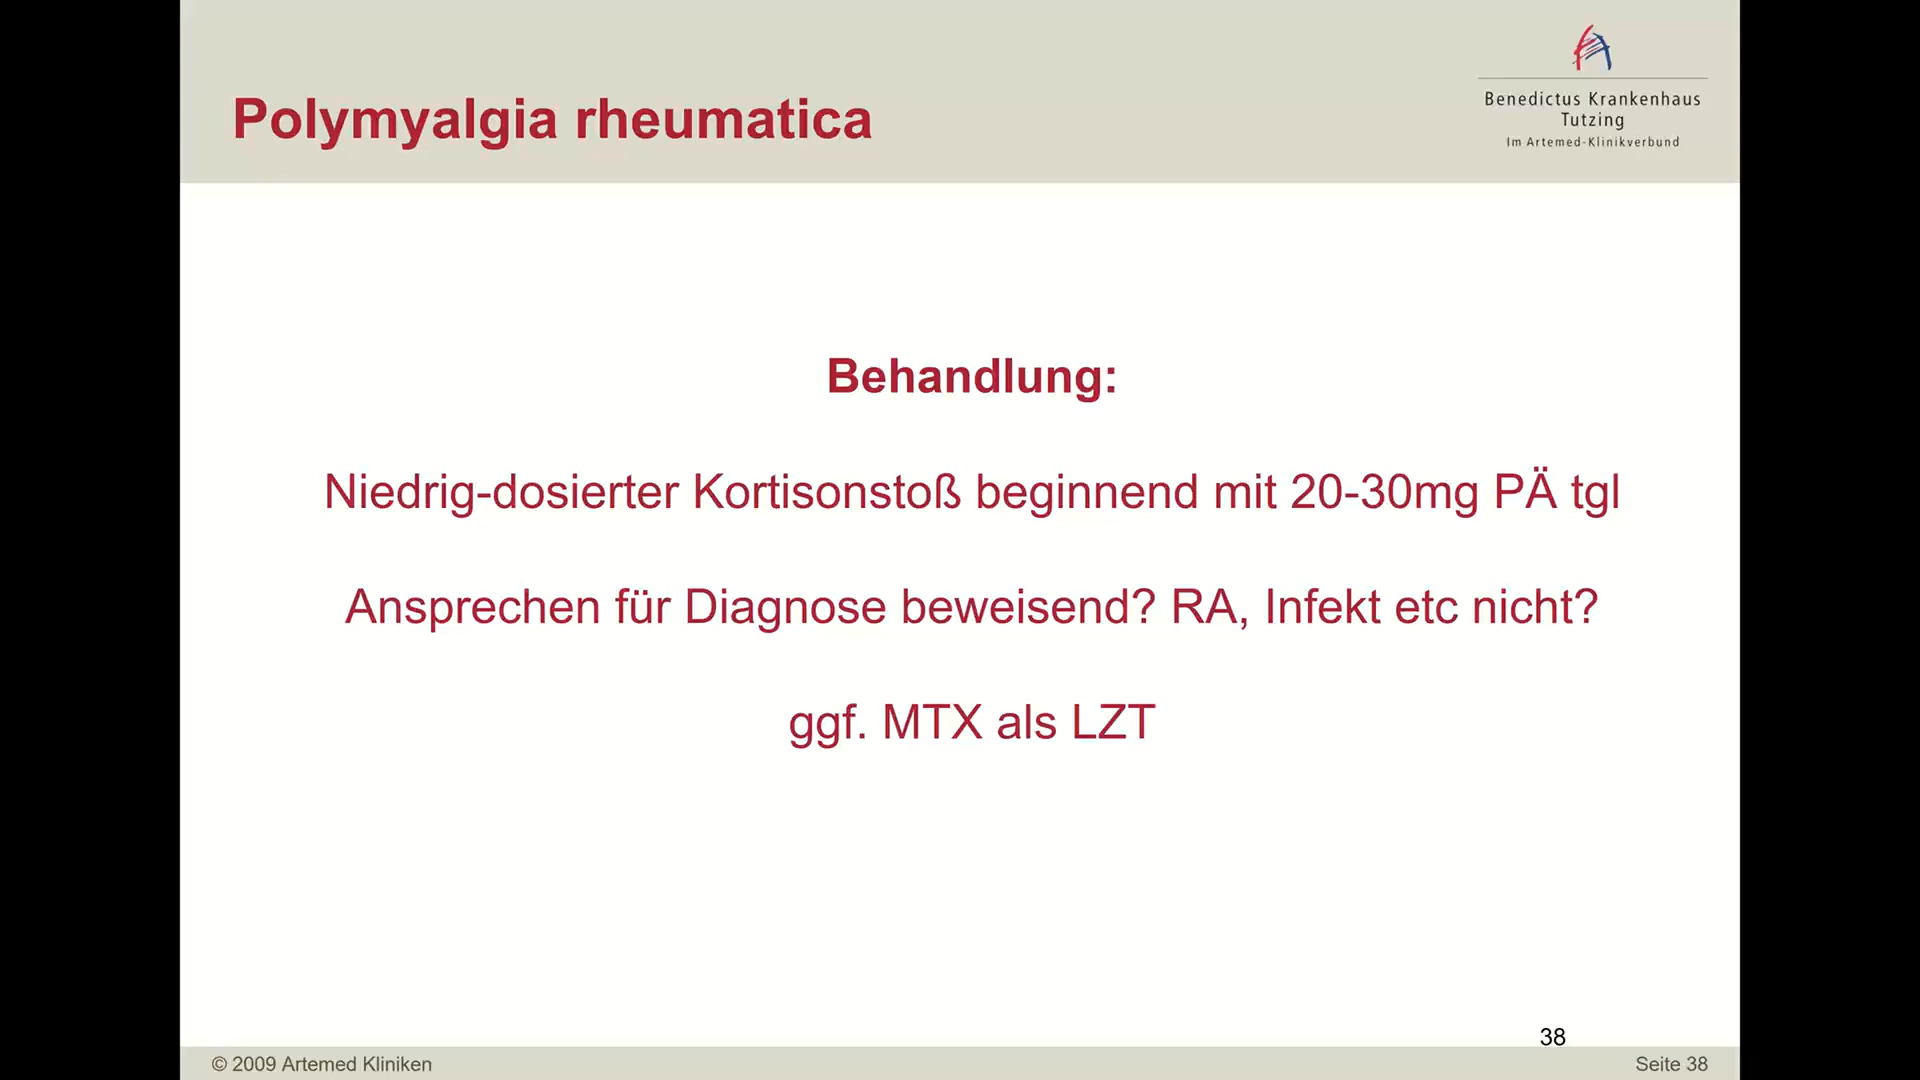 Polymyalgia rheumatica
Benedictus Krankenhaus
Tutzing
Im Artemed-Klinikverbund
Behandlung:
Niedrig-dosierter Kortisonstoß beginnend mit 20-30mg PÄ tgl
Ansprechen für Diagnose beweisend? RA, Infekt etc nicht?
ggf. MTX als LZT
38
© 2009 Artemed Kliniken
Seite 38